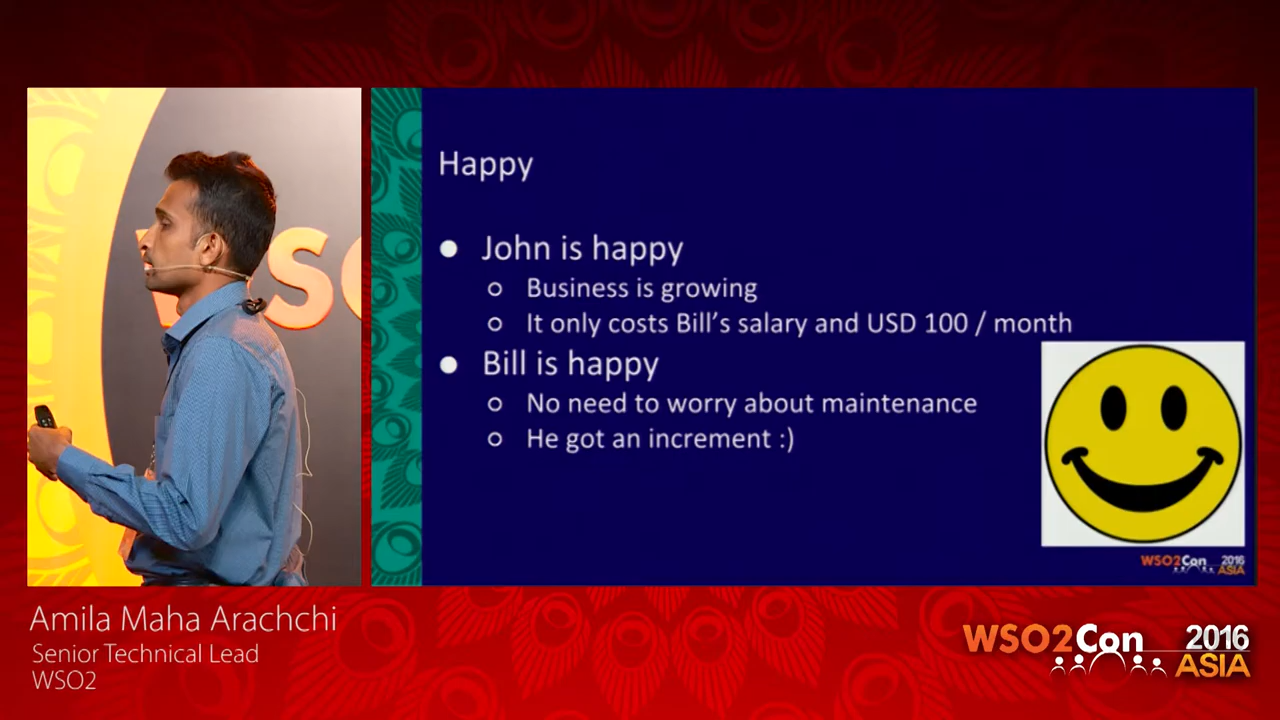 Happy
● John is happy
○ Business is growing
○ It only costs Bill's salary and USD 100 / month
● Bill is happy
○ No need to worry about maintenance
○ He got an increment :)
WSO2Con 2016 ASIA
Amila Maha Arachchi
Senior Technical Lead
WSO2
WSO2Con 2016
ASIA